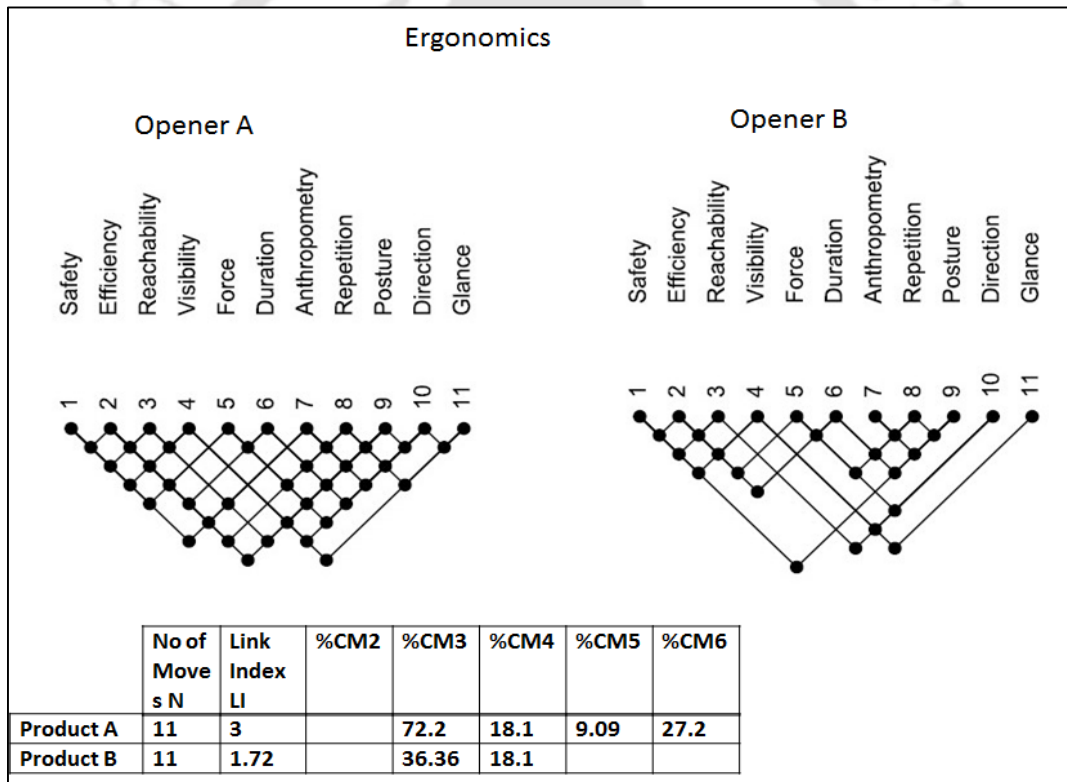 Ergonomics
Opener A
Safety
Efficiency
Reachability
Visibility
Force
Duration
Anthropometry
Repetition
Posture
Direction
Glance
1 2 3 4 5 6 7 8 9 10 11
Opener B
Safety
Efficiency
Reachability
Visibility
Force
Duration
Anthropometry
Repetition
Posture
Direction
Glance
1 2 3 4 5 6 7 8 9 10 11
No of Move s N Link Index LI %CM2 %CM3 %CM4 %CM5 %CM6
Product A 11 3 72.2 18.1 9.09 27.2
Product B 11 1.72 36.36 18.1